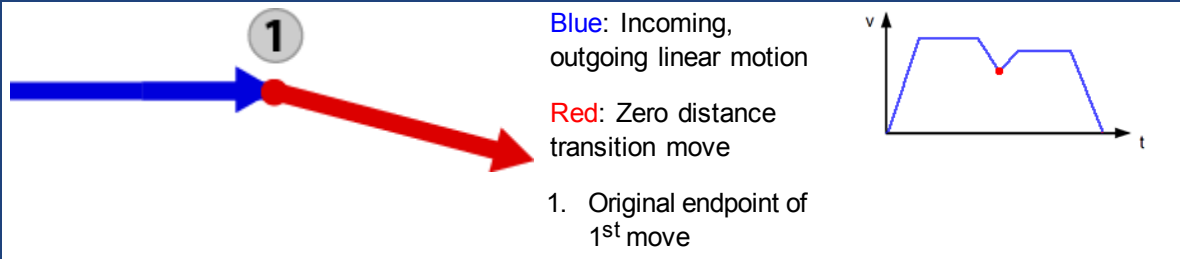 1
Blue: Incoming,
outgoing linear motion
Red: Zero distance
transition move
1. Original endpoint of
1st move
v
t